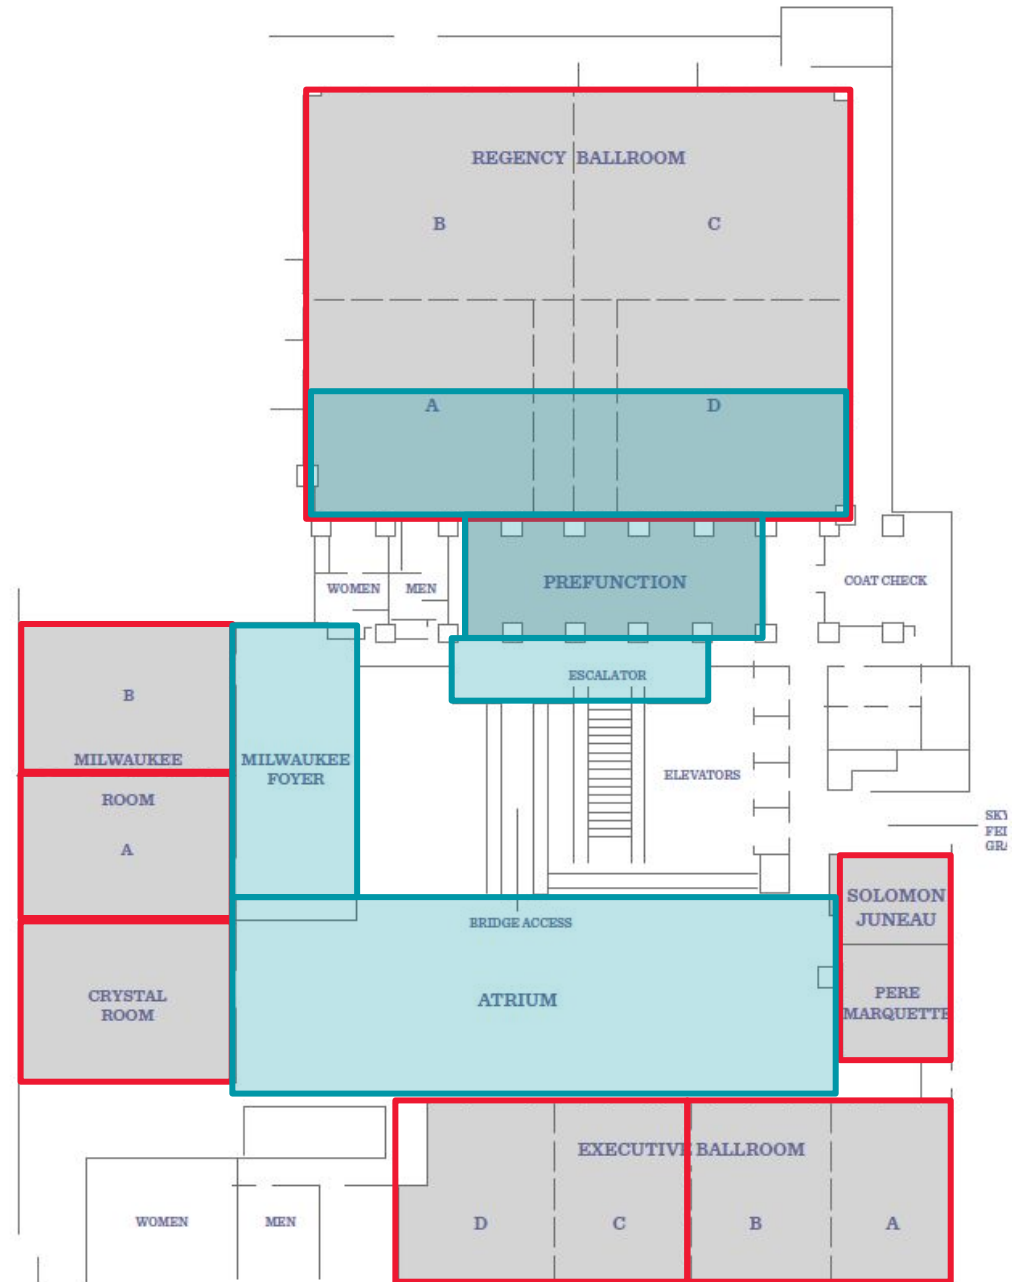 REGENCY BALLROOM
B
C
A
D
PREFUNCTION
WOMEN
MEN
COAT CHECK
ESCALATOR
B
MILWAUKEE
ROOM
A
MILWAUKEE
FOYER
ELEVATORS
SOLOMON
JUNEAU
BRIDGE ACCESS
CRYSTAL
ROOM
ATRIUM
PERE
MARQUETTE
EXECUTIVE BALLROOM
WOMEN
MEN
D
C
B
A